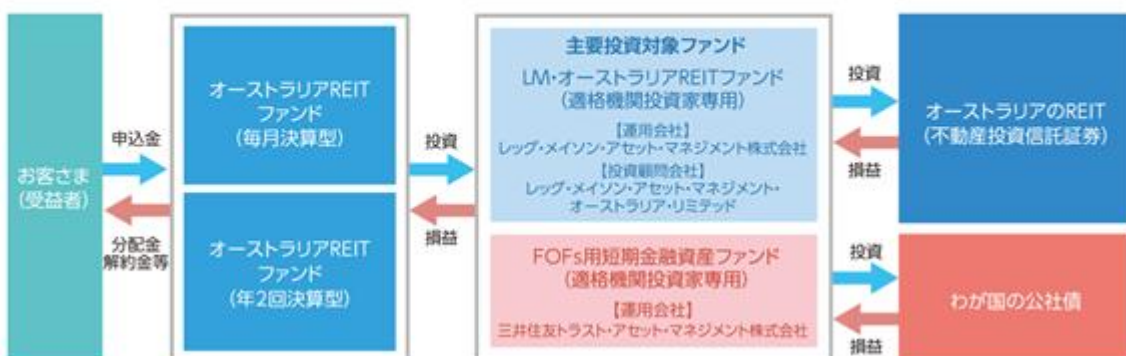 お客さま
(受益者)
申込金
分配金
解約金等
オーストラリアREIT
ファンド
(毎月決算型)
オーストラリアREIT
ファンド
(年2回決算型)
投資
損益
主要投資対象ファンド
LM・オーストラリアREITファンド
(適格機関投資家専用)
【運用会社】
レッグ・メイソン・アセット・マネジメント株式会社
【投資顧問会社】
レッグ・メイソン・アセット・マネジメント・
オーストラリア・リミテッド
FOFs用短期金融資産ファンド
(適格機関投資家専用)
【運用会社】
三井住友トラスト・アセット・マネジメント株式会社
投資
損益
投資
損益
オーストラリアのREIT
(不動産投資信託証券)
わが国の公社債